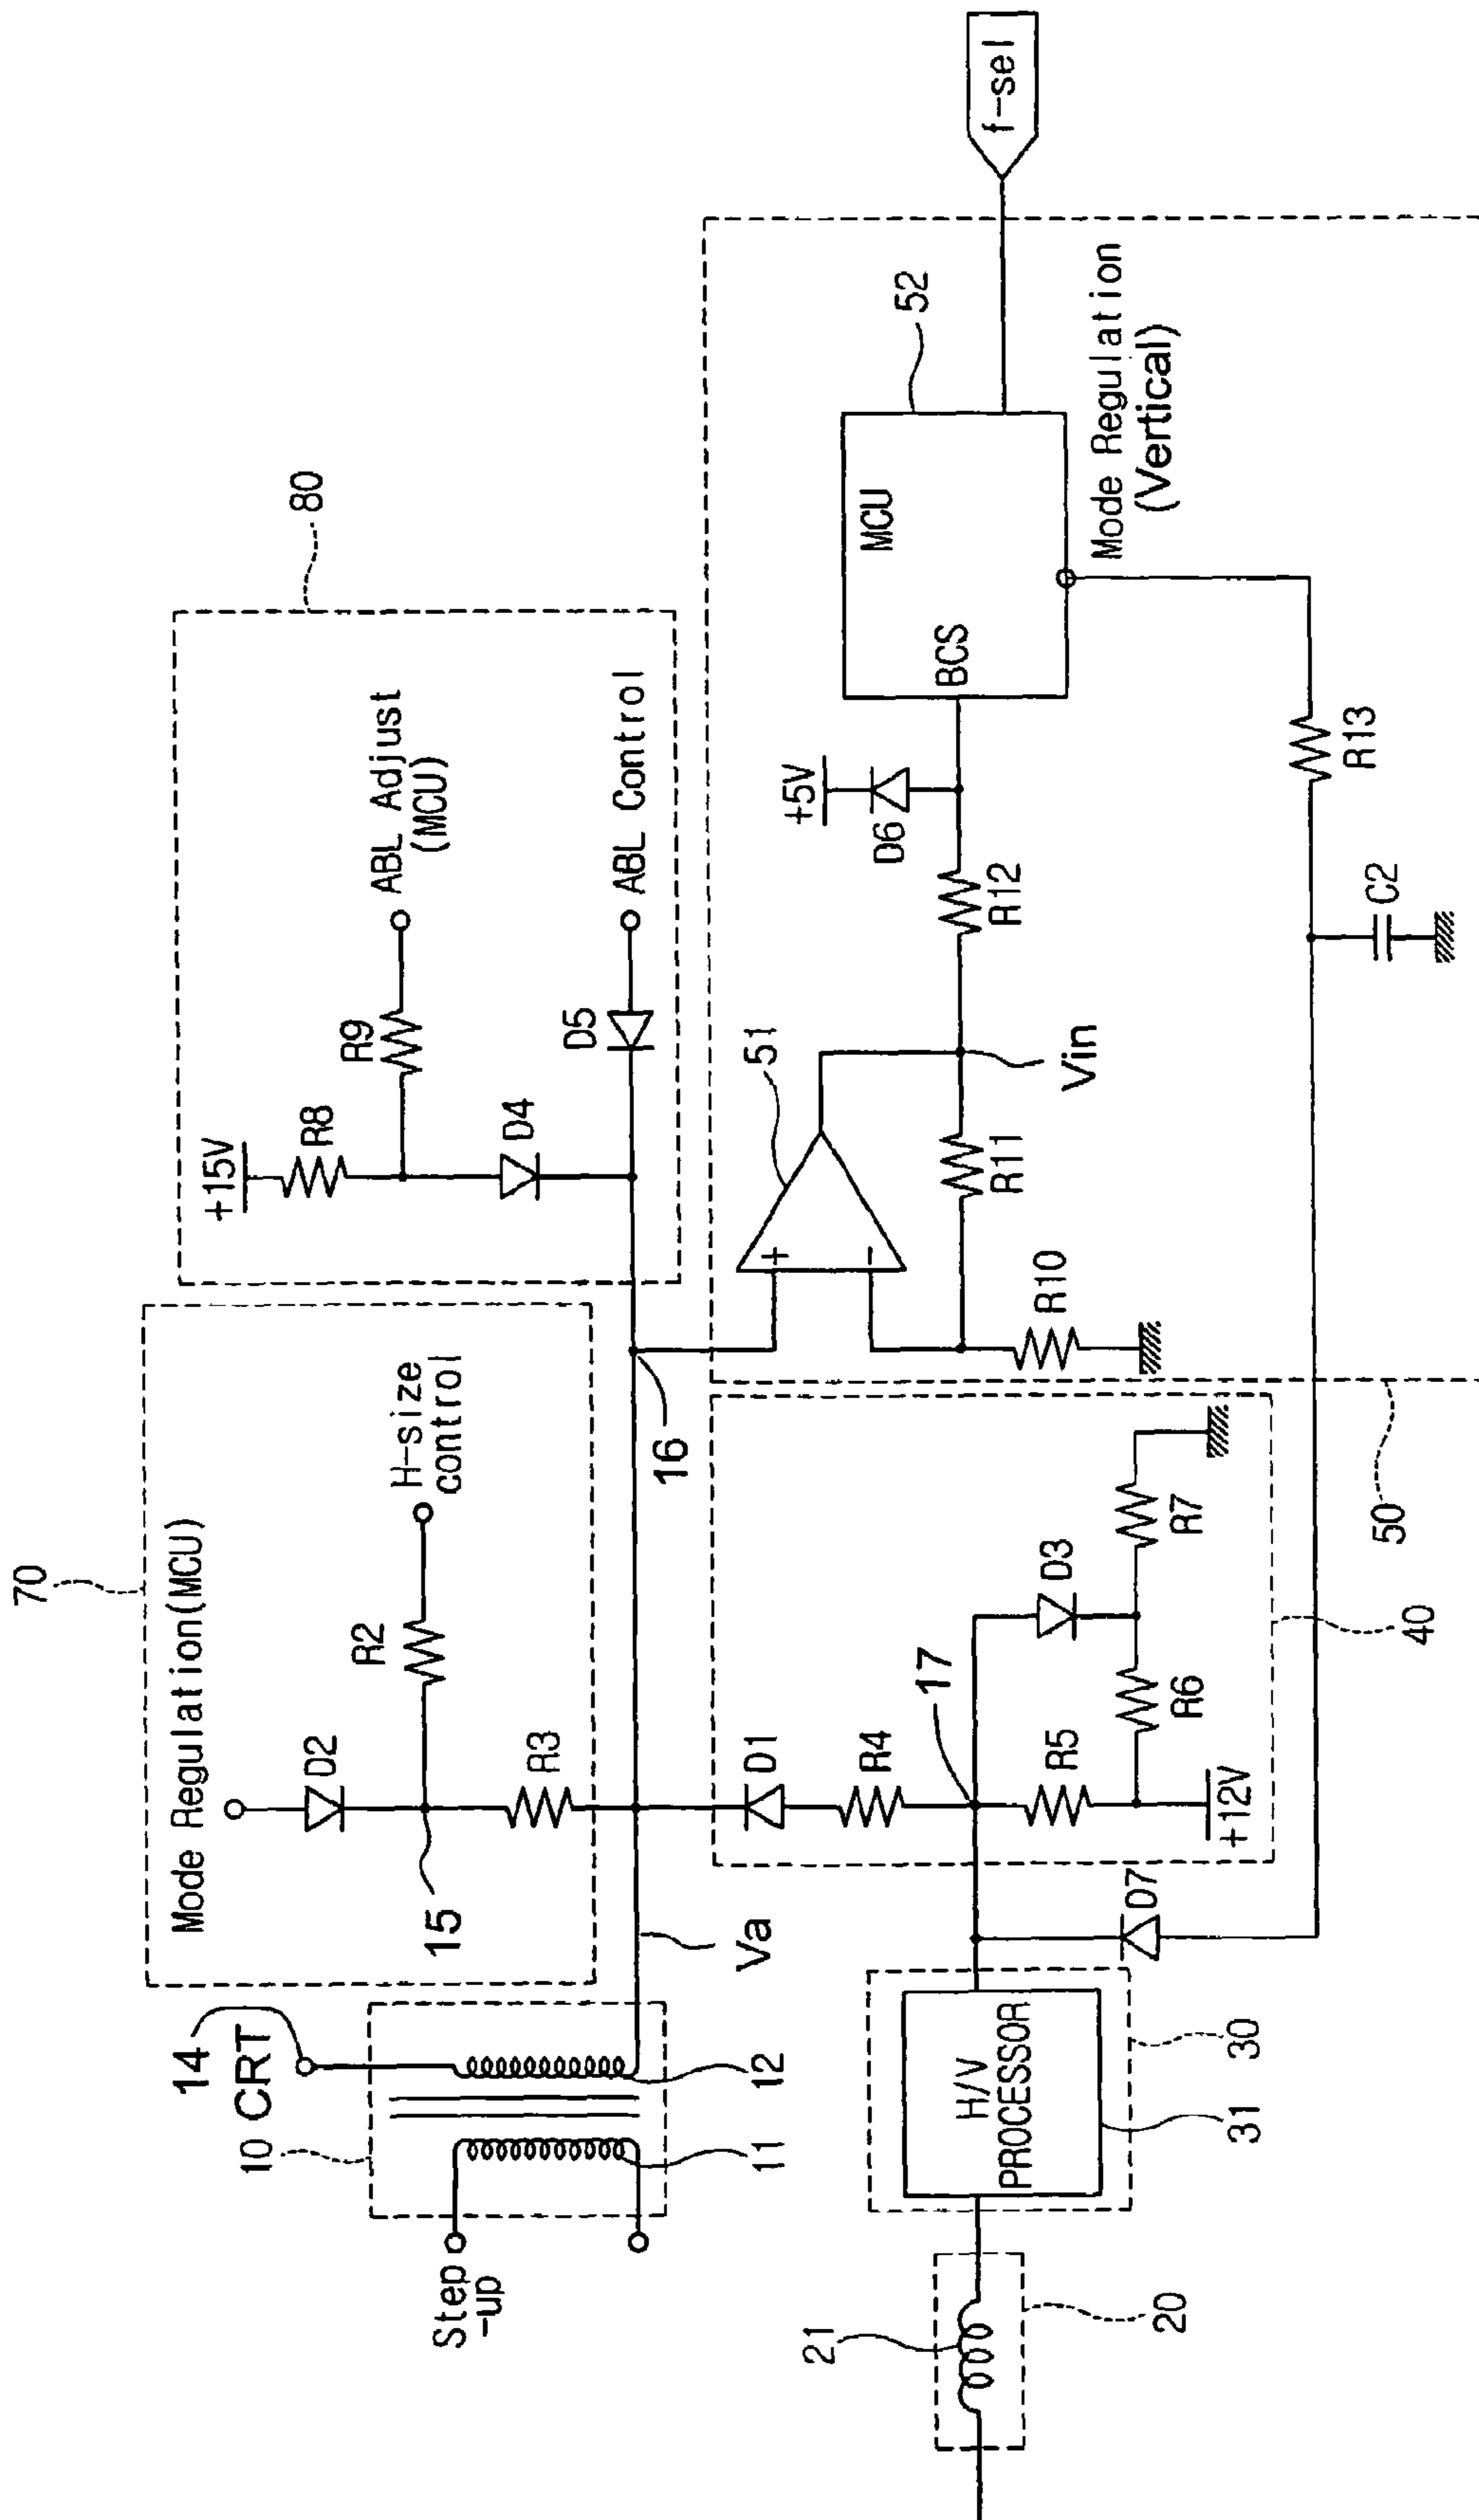 70
Mode Regulation(MCU)
D2
R2
H-size
control
15
R3
80
+15V
R8
R9
ABL Adjust
(MCU)
D4
D5
ABL Control
14
CRT
10
Step
-up
11
12
Va
16
D1
R4
17
R5
D3
R6
R7
+12V
40
51
+
−
R10
R11
Vin
R12
D6
+5V
BCS
MCU
52
f-sel
Mode Regulation
(Vertical)
50
21
20
H/V
PROCESSOR
31
30
D7
C2
R13